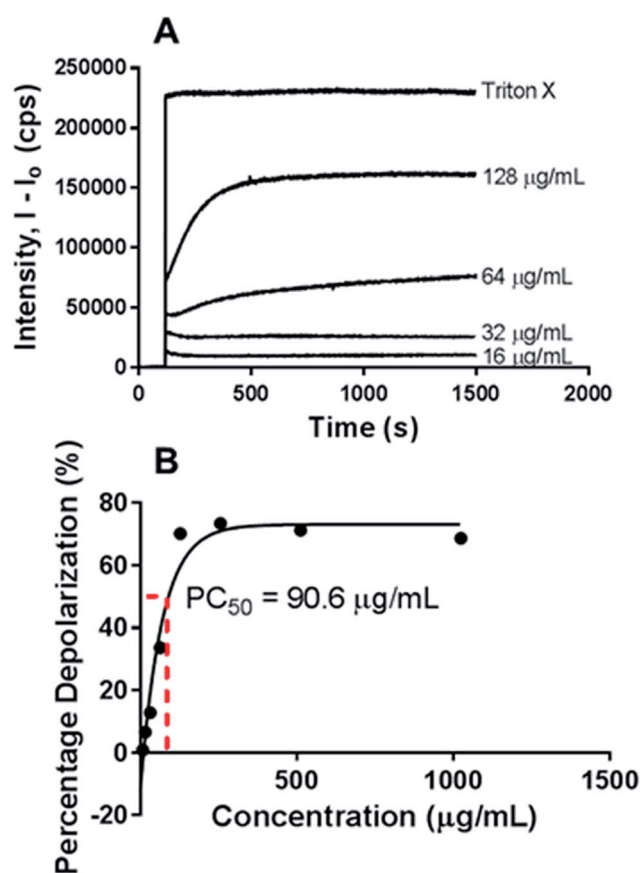 A
Intensity, I - I₀ (cps)
250000
200000
150000
100000
50000
0
Triton X
128 μg/mL
64 μg/mL
32 μg/mL
16 μg/mL
0
500
1000
1500
2000
Time (s)
B
Percentage Depolarization (%)
80
60
40
20
0
-20
PC₅₀ = 90.6 μg/mL
500
1000
1500
Concentration (μg/mL)